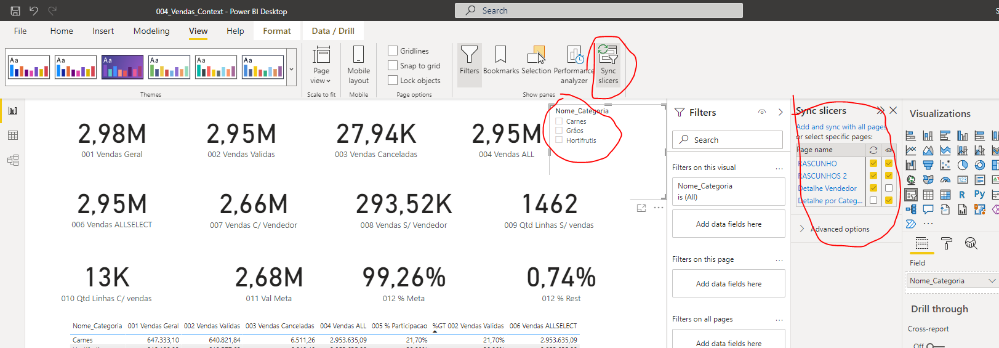 004_Vendas_Context - Power BI Desktop
Search
File
Home
Insert
Modeling
View
Help
Format
Data / Drill
Aa
Aa
Aa
Aa
Aa
Aa
Themes
Page
view
Scale to fit
Mobile
layout
Mobile
Gridlines
Snap to grid
Lock objects
Page options
Filters
Bookmarks
Selection
Performance
analyzer
Sync
slicers
Show panes
2,98M
001 Vendas Geral
2,95M
002 Vendas Validas
27,94K
003 Vendas Canceladas
2,95M
004 Vendas ALL
Nome_Categoria
Carnes
Grãos
Hortifrutis
2,95M
006 Vendas ALLSELECT
2,66M
007 Vendas C/ Vendedor
293,52K
008 Vendas S/ Vendedor
1462
009 Qtd Linhas S/ vendas
13K
010 Qtd Linhas C/ vendas
2,68M
011 Val Meta
99,26%
012 % Meta
0,74%
012 % Rest
Nome_Categoria 001 Vendas Geral 002 Vendas Validas 003 Vendas Canceladas 004 Vendas ALL 005 % Participacao %GT 002 Vendas Validas 006 Vendas ALLSELECT
Carnes 647.333,10 640.821,84 6.511,26 2.953.635,09 21,70% 21,70% 2.953.635,09
Filters
Search
Filters on this visual
...
Nome_Categoria
is (All)
Add data fields here
Filters on this page
...
Add data fields here
Filters on all pages
...
Add data fields here
Sync slicers
Add and sync with all pages
or select specific pages:
Page name
RASCUNHO
RASCUNHOS 2
Detalhe Vendedor
Detalhe por Categ...
Advanced options
Visualizations
123
R
Py
...
Field
Nome_Categoria
Drill through
Cross-report
Off